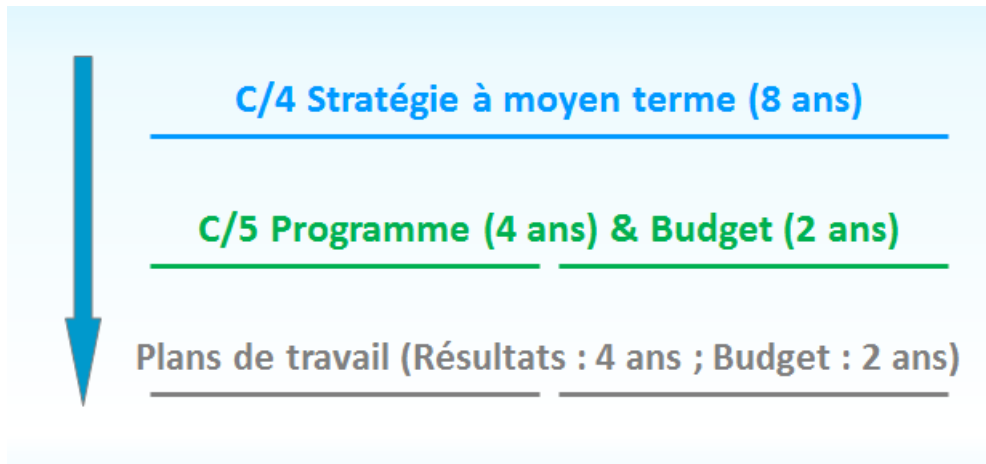 C/4 Stratégie à moyen terme (8 ans)
C/5 Programme (4 ans) & Budget (2 ans)
Plans de travail (Résultats : 4 ans ; Budget : 2 ans)